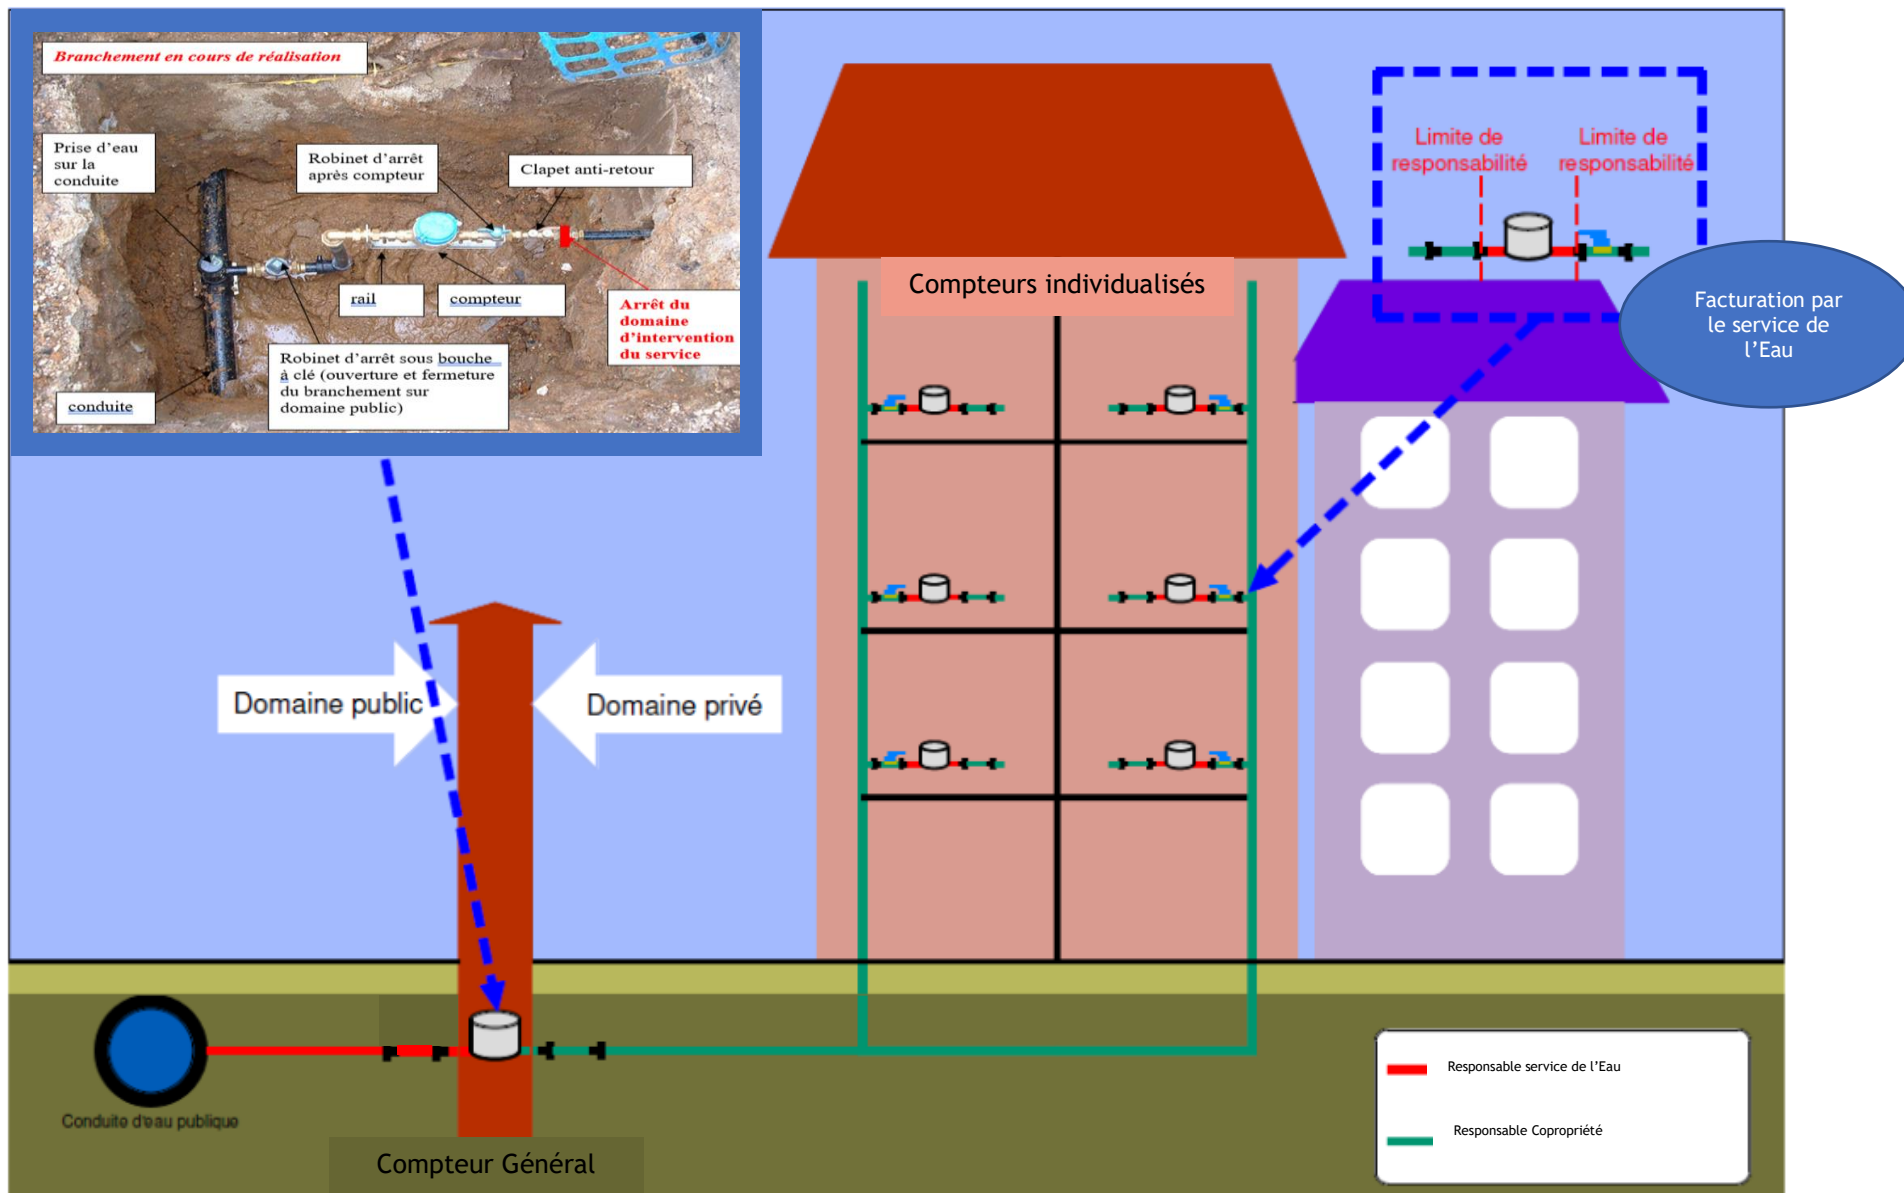 Branchement en cours de réalisation
Prise d'eau
sur la
conduite
Robinet d'arrêt
après compteur
Clapet anti-retour
rail
compteur
Arrêt du
domaine
d'intervention
du service
Robinet d'arrêt sous bouche
à clé (ouverture et fermeture
du branchement sur
domaine public)
conduite
Compteurs individualisés
Limite de
responsabilité
Limite de
responsabilité
Facturation par
le service de
l'Eau
Domaine public
Domaine privé
Conduite d'eau publique
Compteur Général
Responsable service de l'Eau
Responsable Copropriété